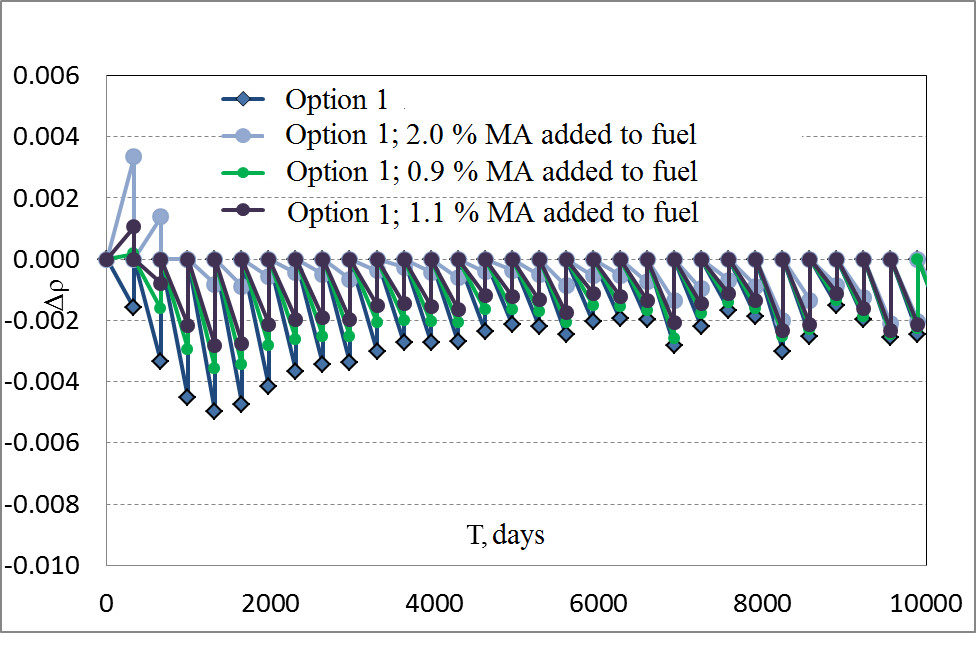 0.006
0.004
0.002
0.000
-0.002
-0.004
-0.006
-0.008
-0.010
Δρ
Option 1
Option 1; 2.0 % MA added to fuel
Option 1; 0.9 % MA added to fuel
Option 1; 1.1 % MA added to fuel
T, days
0 2000 4000 6000 8000 10000